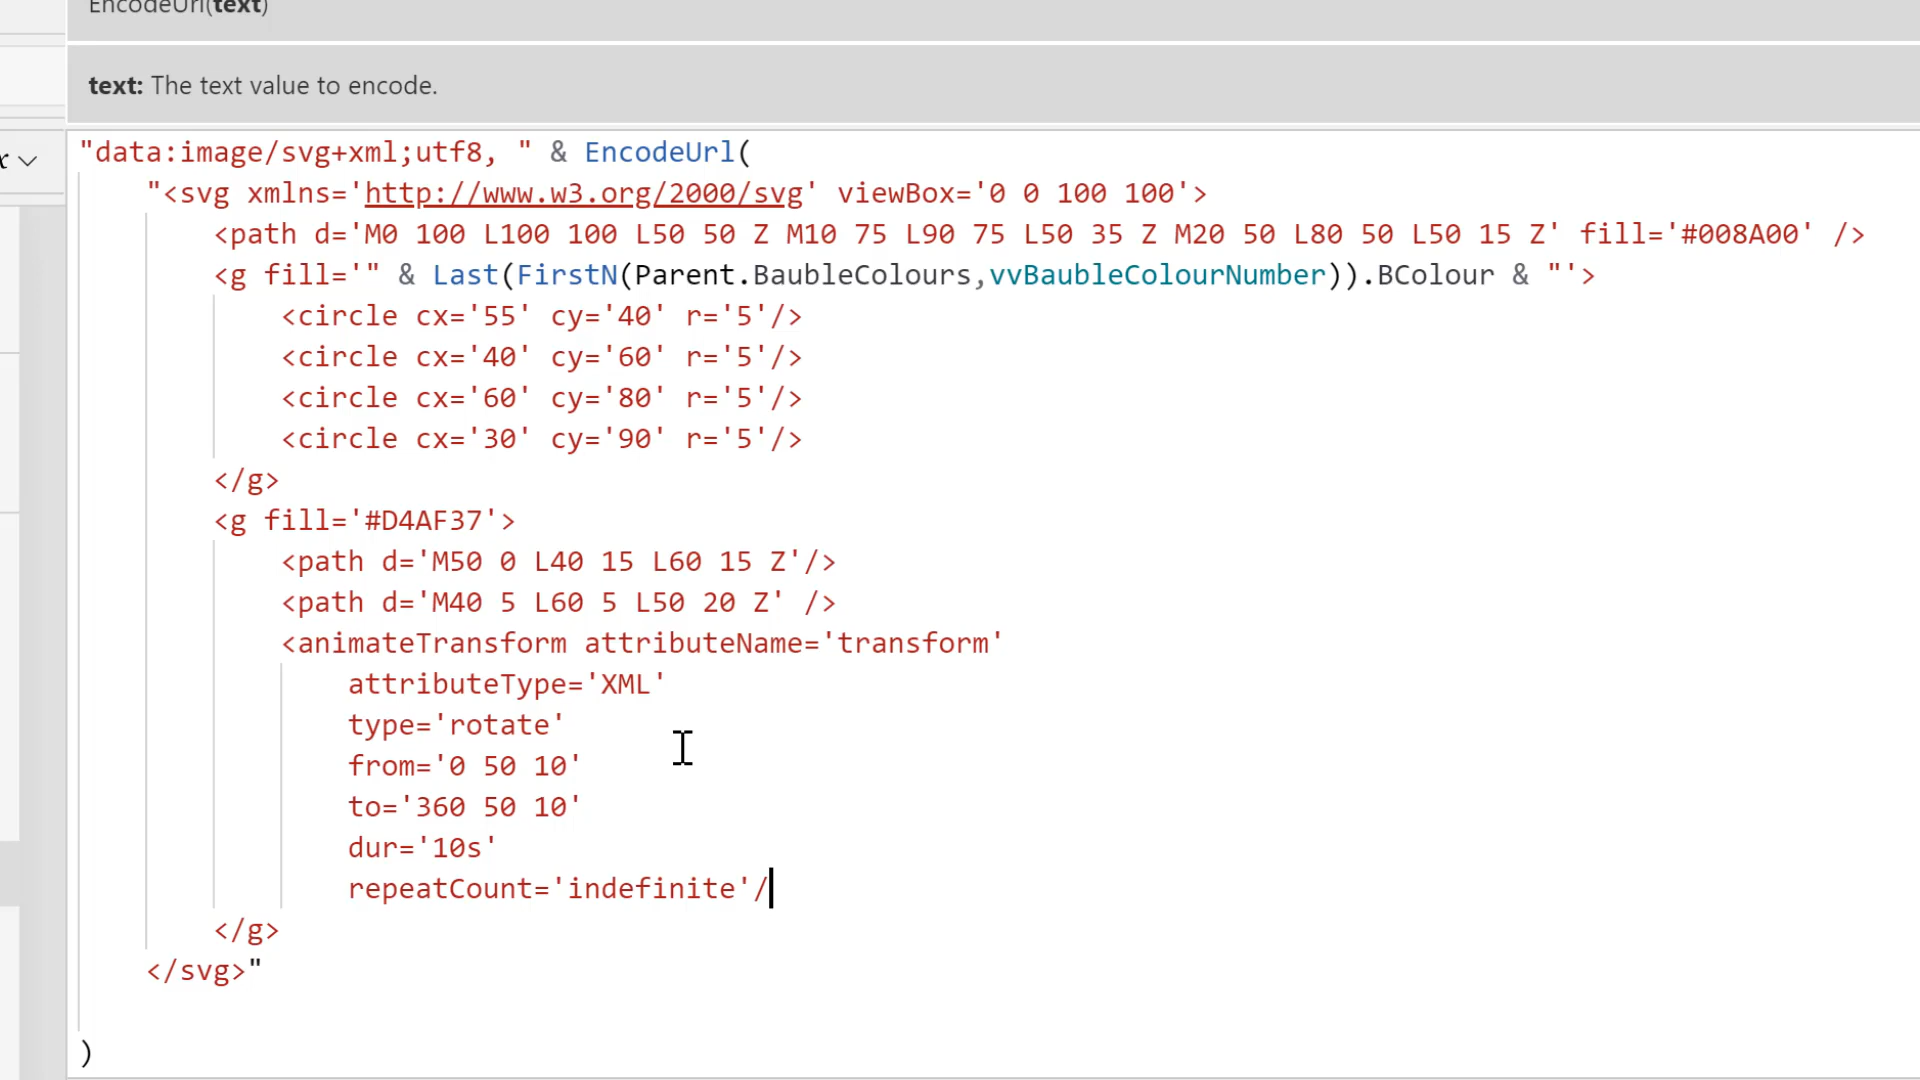 EncodeUrl(text)
text: The text value to encode.
"data:image/svg+xml;utf8, " & EncodeUrl(
"<svg xmlns='http://www.w3.org/2000/svg' viewBox='0 0 100 100'>
<path d='M0 100 L100 100 L50 50 Z M10 75 L90 75 L50 35 Z M20 50 L80 50 L50 15 Z' fill='#008A00' />
<g fill='" & Last(FirstN(Parent.BaubleColours,vvBaubleColourNumber)).BColour & "'>
<circle cx='55' cy='40' r='5'/>
<circle cx='40' cy='60' r='5'/>
<circle cx='60' cy='80' r='5'/>
<circle cx='30' cy='90' r='5'/>
</g>
<g fill='#D4AF37'>
<path d='M50 0 L40 15 L60 15 Z'/>
<path d='M40 5 L60 5 L50 20 Z' />
<animateTransform attributeName='transform'
attributeType='XML'
type='rotate'
from='0 50 10'
to='360 50 10'
dur='10s'
repeatCount='indefinite'/
</g>
</svg>"
)